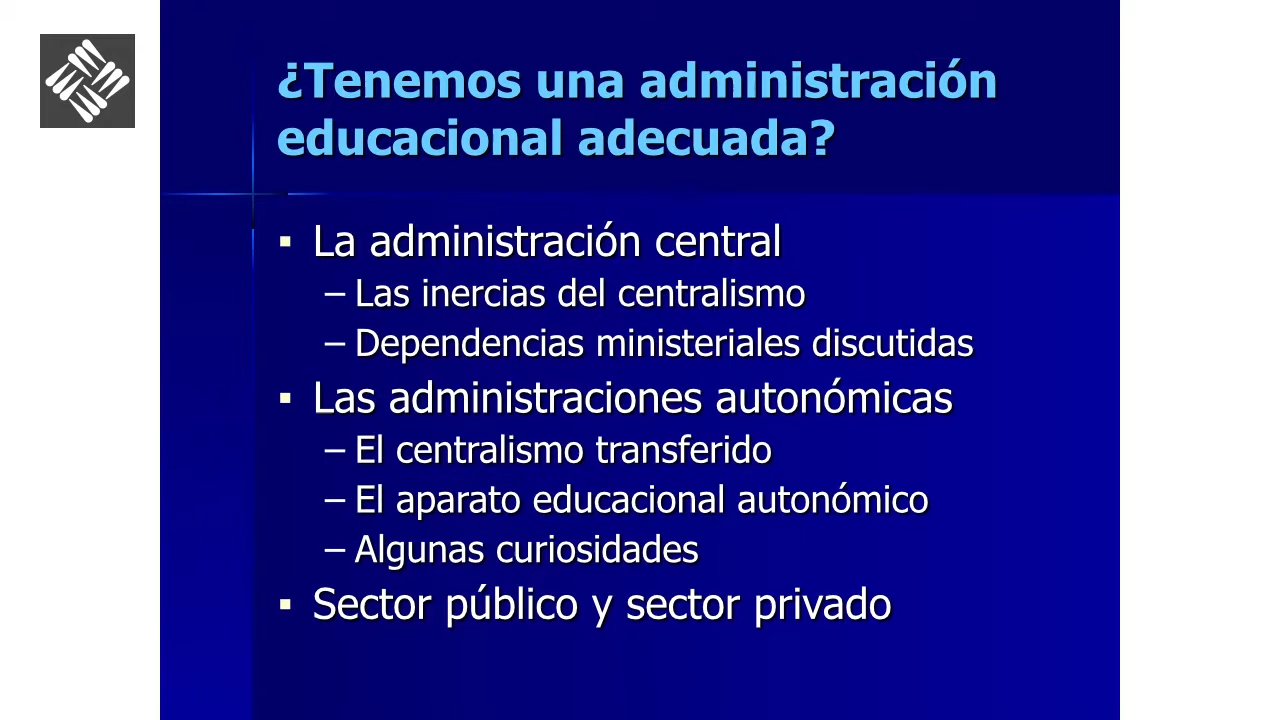 ¿Tenemos una administración
educacional adecuada?
▪ La administración central
– Las inercias del centralismo
– Dependencias ministeriales discutidas
▪ Las administraciones autonómicas
– El centralismo transferido
– El aparato educacional autonómico
– Algunas curiosidades
▪ Sector público y sector privado